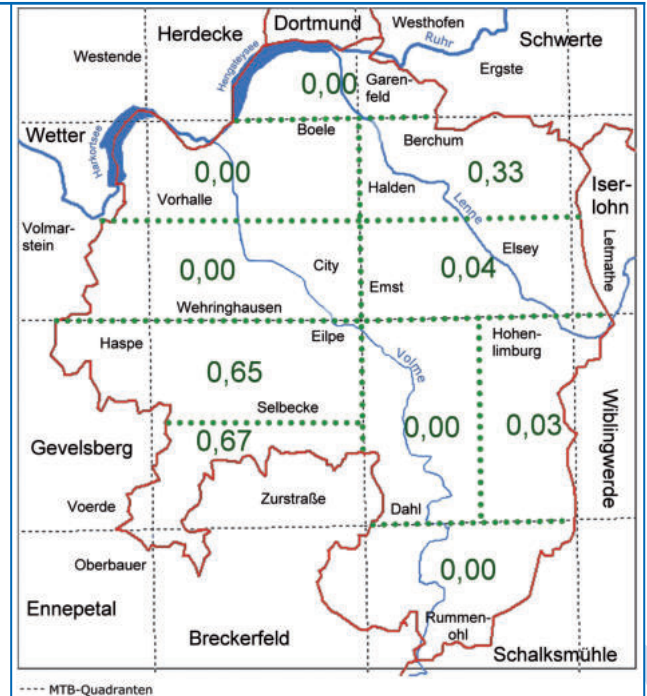 Herdecke
Dortmund
Westhofen
Ruhr
Schwerte
Westende
Hengsteysee
0,00
Garen-
feld
Ergste
Wetter
Harkortsee
Boele
Berchum
0,00
0,33
Vorhalle
Halden
Lenne
Iser-
lohn
Volmar-
stein
Letmathe
0,00
City
Elsey
Emst
0,04
Wehringhausen
Haspe
Eilpe
Volme
Hohen-
limburg
0,65
Selbecke
0,67
0,00
0,03
Wiblingwerde
Gevelsberg
Voerde
Zurstraße
Dahl
Oberbauer
0,00
Ennepetal
Rummen-
ohl
Breckerfeld
Schalksmühle
---- MTB-Quadranten